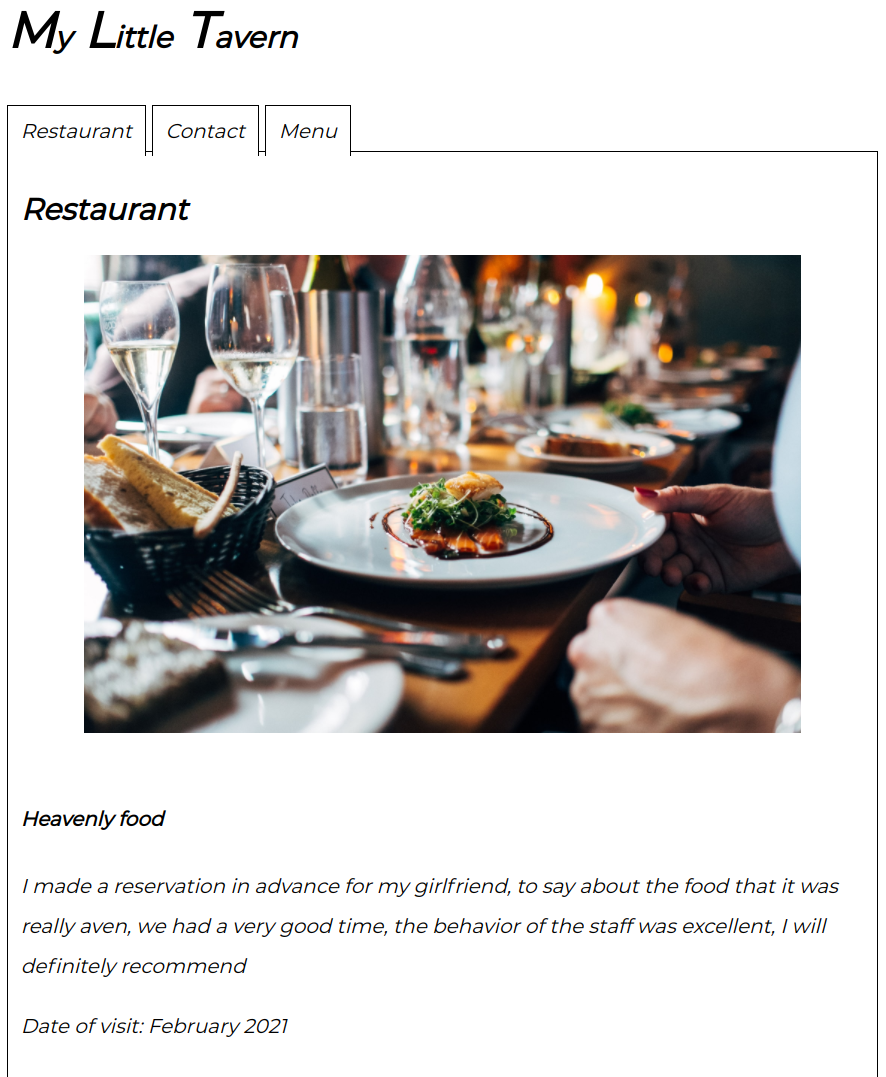 My Little Tavern
Restaurant Contact Menu
Restaurant
Heavenly food
I made a reservation in advance for my girlfriend, to say about the food that it was
really aven, we had a very good time, the behavior of the staff was excellent, I will
definitely recommend
Date of visit: February 2021